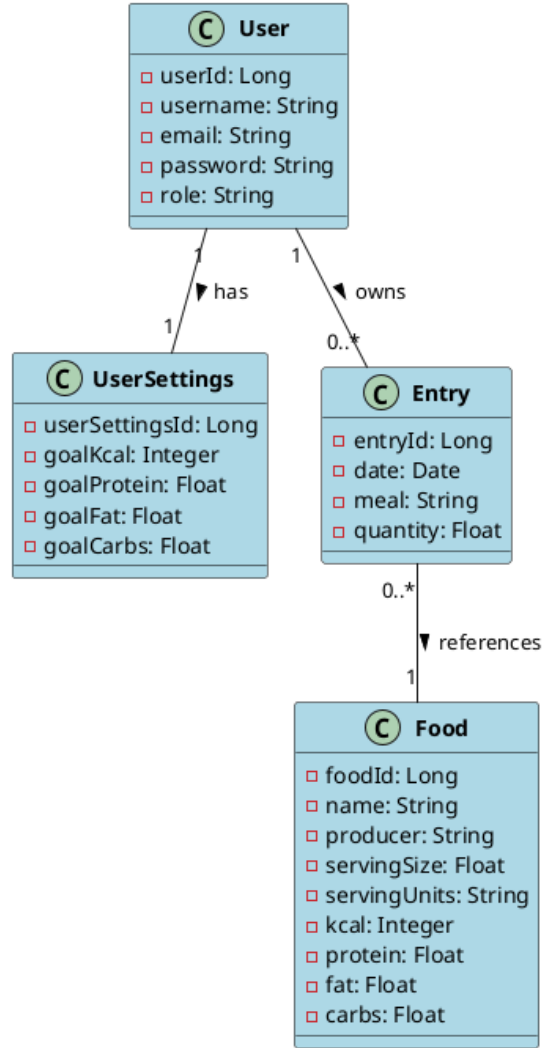 C User
userId: Long
username: String
email: String
password: String
role: String
1 1
has owns
1 0..*
C UserSettings
userSettingsId: Long
goalKcal: Integer
goalProtein: Float
goalFat: Float
goalCarbs: Float
C Entry
entryId: Long
date: Date
meal: String
quantity: Float
0..*
references
1
C Food
foodId: Long
name: String
producer: String
servingSize: Float
servingUnits: String
kcal: Integer
protein: Float
fat: Float
carbs: Float